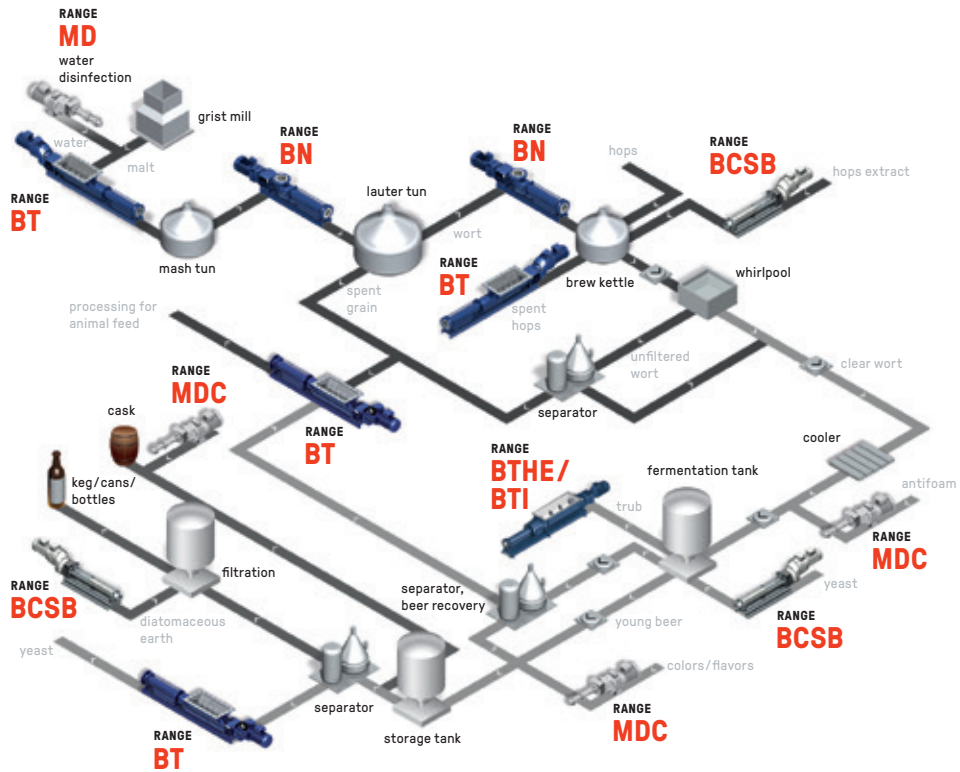 RANGE
MD
water
disinfection
grist mill
water
malt
RANGE
BT
mash tun
RANGE
BN
lauter tun
wort
RANGE
BN
hops
RANGE
BCSB
hops extract
RANGE
BT
spent
hops
brew kettle
whirlpool
spent
grain
processing for
animal feed
unfiltered
wort
separator
clear wort
RANGE
MDC
cask
RANGE
BT
keg/cans/
bottles
RANGE
BTHE/
BTI
trub
fermentation tank
cooler
antifoam
RANGE
MDC
filtration
RANGE
BCSB
diatomaceous
earth
separator,
beer recovery
young beer
yeast
RANGE
BCSB
yeast
RANGE
BT
separator
storage tank
colors/flavors
RANGE
MDC